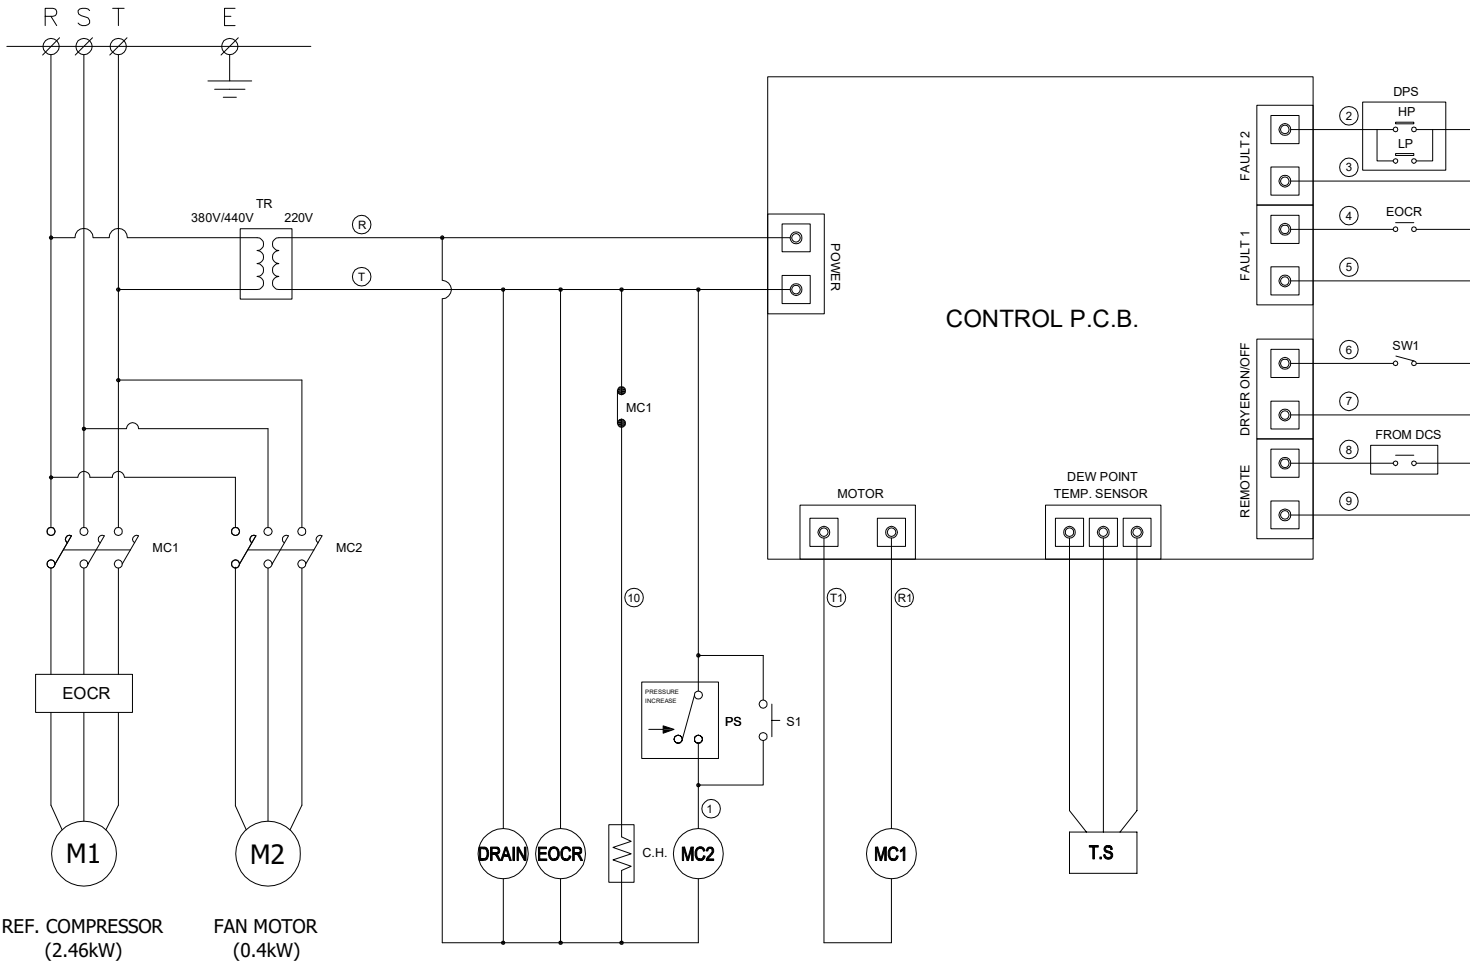 R S T E
TR
380V/440V 220V
R
T
POWER
CONTROL P.C.B.
FAULT 2
FAULT 1
DRYER ON/OFF
REMOTE
DPS
2
HP
LP
3
4
EOCR
5
6
SW1
7
FROM DCS
8
9
MC1
MC1
MC2
MOTOR
DEW POINT
TEMP. SENSOR
10
T1
R1
EOCR
PRESSURE
INCREASE
PS
S1
1
M1
M2
DRAIN
EOCR
C.H.
MC2
MC1
T.S
REF. COMPRESSOR
(2.46kW)
FAN MOTOR
(0.4kW)